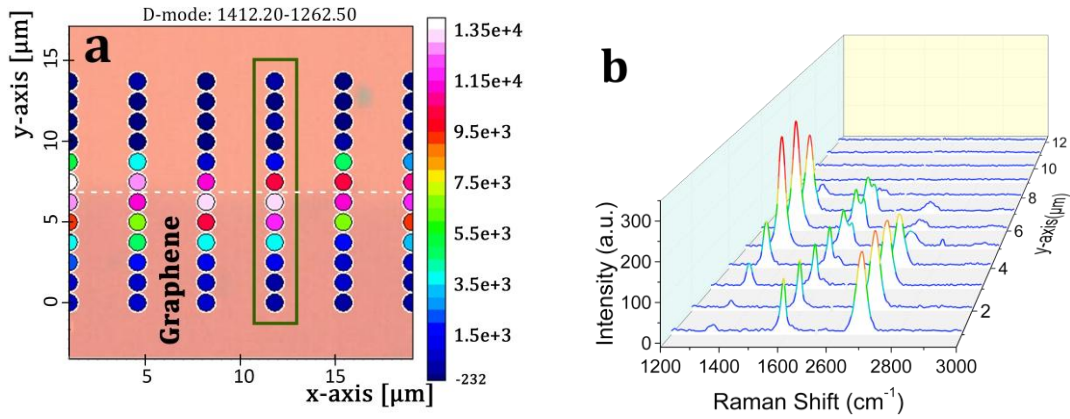 D-mode: 1412.20-1262.50
a
y-axis [µm]
15
10
5
0
5
10
15
x-axis [µm]
Graphene
1.35e+4
1.15e+4
9.5e+3
7.5e+3
5.5e+3
3.5e+3
1.5e+3
-232
b
Intensity (a.u.)
300
200
100
0
1200
1400
1600
2600
2800
3000
Raman Shift (cm-1)
2
4
6
8
10
12
y-axis(µm)